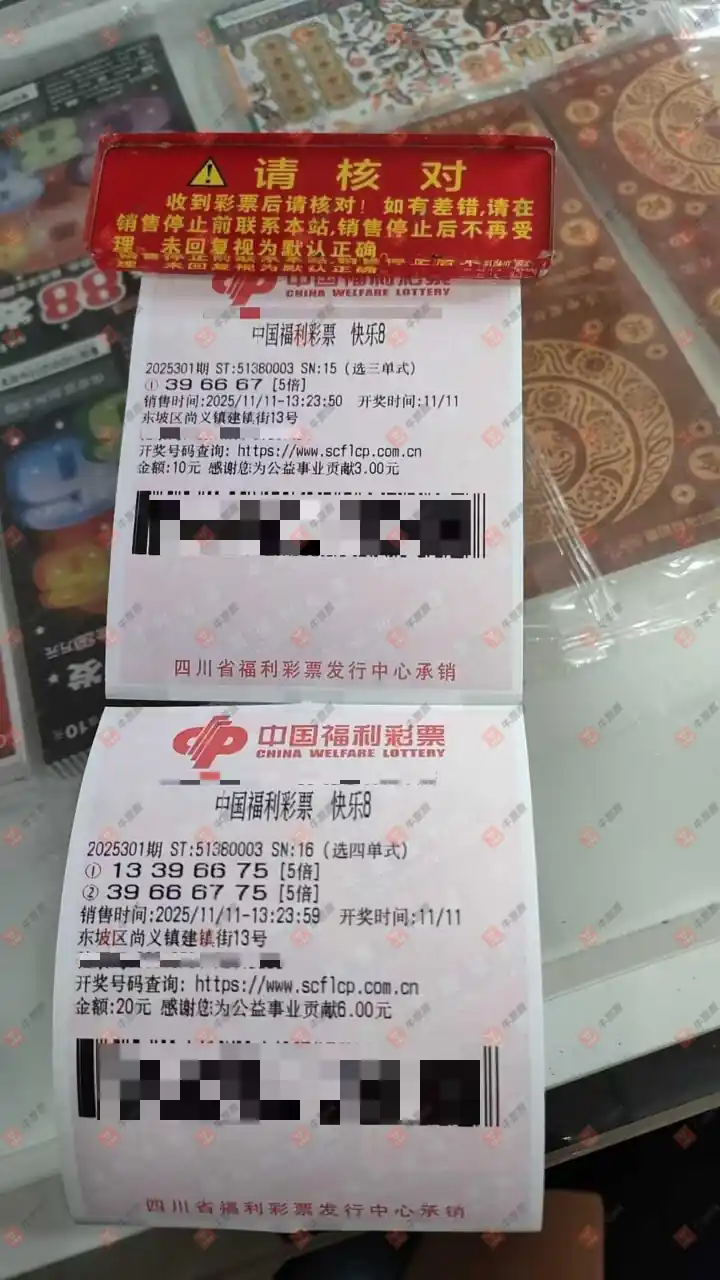 请核对
收到彩票后请核对！如有差错,请在
销售停止前联系本站,销售停止后不再受
理、未回复视为默认正确
中国福利彩票
CHINA WELFARE LOTTERY
中国福利彩票 快乐8
2025301期 ST:51380003 SN:15 (选三单式)
① 39 66 67 [5倍]
销售时间:2025/11/11-13:23:50 开奖时间:11/11
东坡区尚义镇建镇街13号
开奖号码查询: https://www.scflcp.com.cn
金额:10元 感谢您为公益事业贡献3.00元
四川省福利彩票发行中心承销
中国福利彩票
CHINA WELFARE LOTTERY
中国福利彩票 快乐8
2025301期 ST:51380003 SN:16 (选四单式)
① 13 39 66 75 [5倍]
② 39 66 67 75 [5倍]
销售时间:2025/11/11-13:23:59 开奖时间:11/11
东坡区尚义镇建镇街13号
开奖号码查询: https://www.scflcp.com.cn
金额:20元 感谢您为公益事业贡献6.00元
四川省福利彩票发行中心承销
88
发
10元